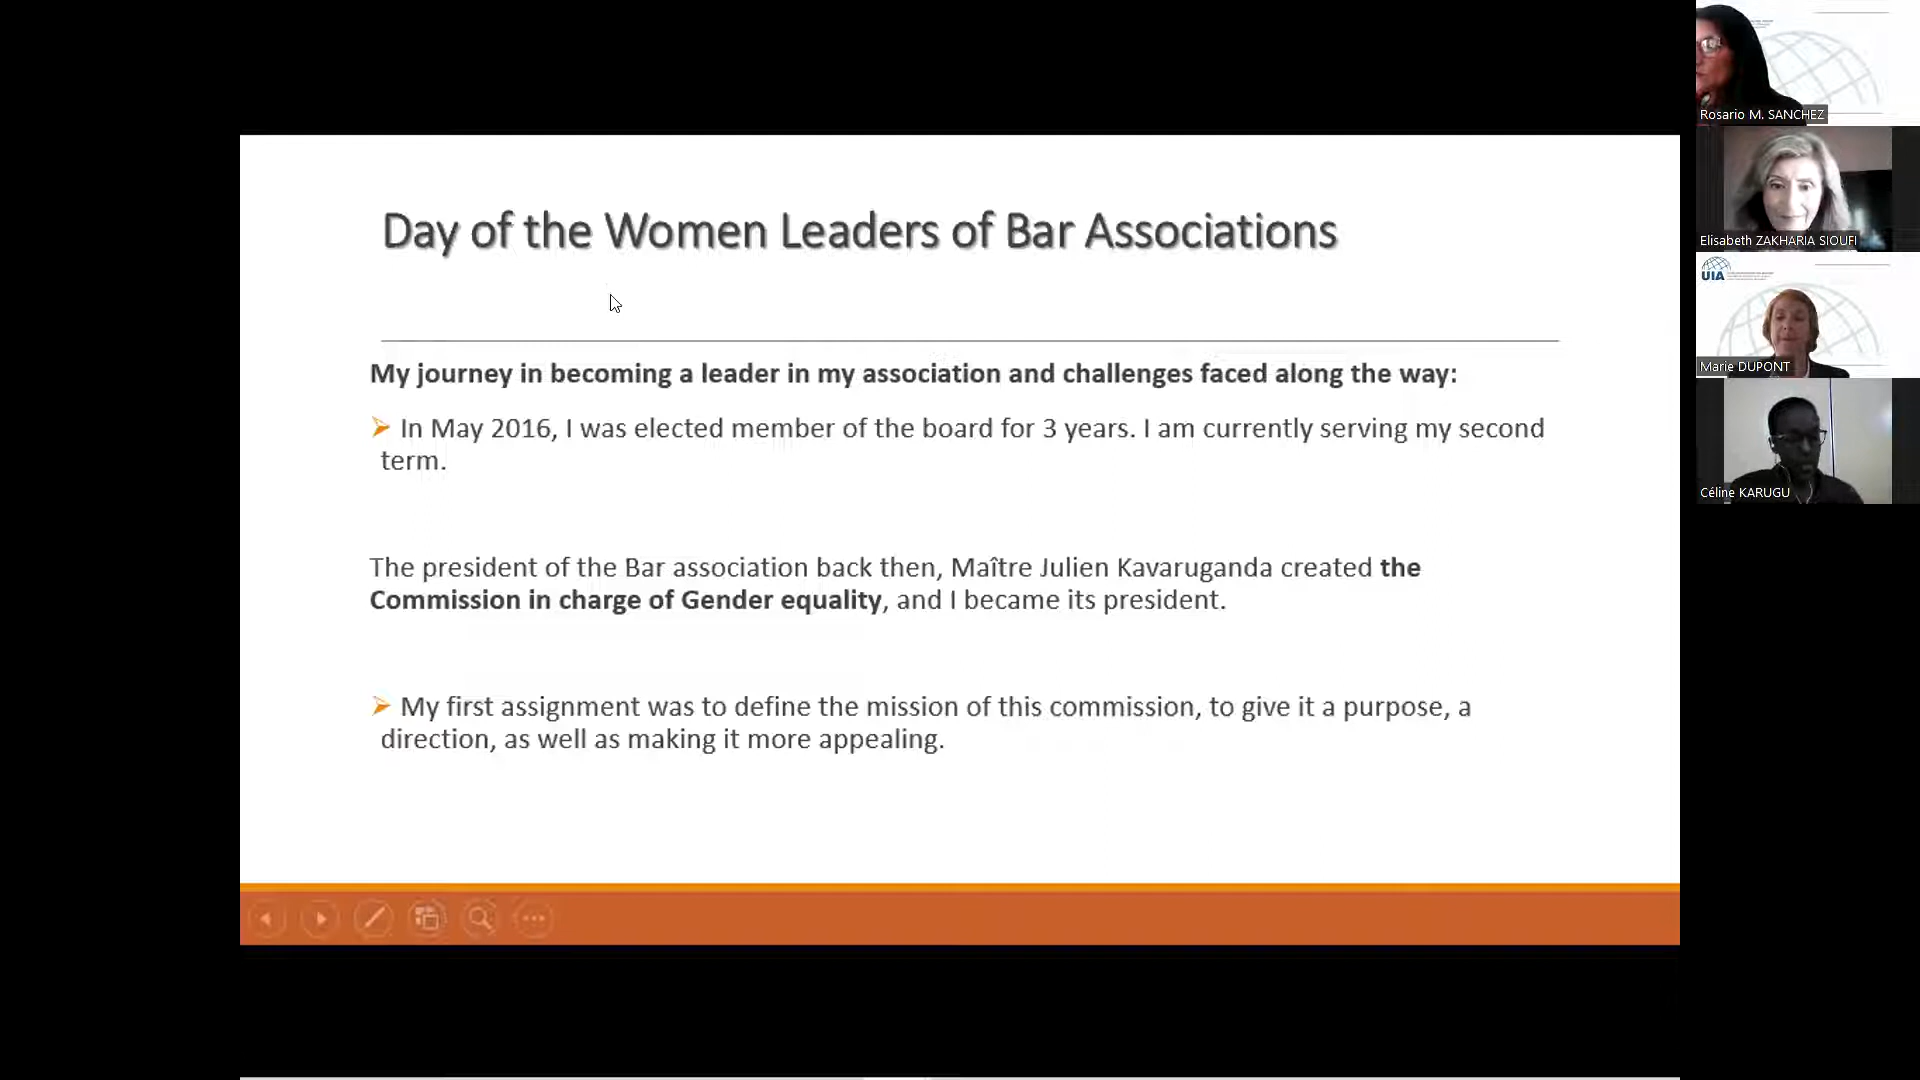 Day of the Women Leaders of Bar Associations
My journey in becoming a leader in my association and challenges faced along the way:
In May 2016, I was elected member of the board for 3 years. I am currently serving my second
term.
The president of the Bar association back then, Maître Julien Kavaruganda created the
Commission in charge of Gender equality, and I became its president.
My first assignment was to define the mission of this commission, to give it a purpose, a
direction, as well as making it more appealing.
Rosario M. SANCHEZ
Elisabeth ZAKHARIA SIOUFI
UIA
Marie DUPONT
Céline KARUGU